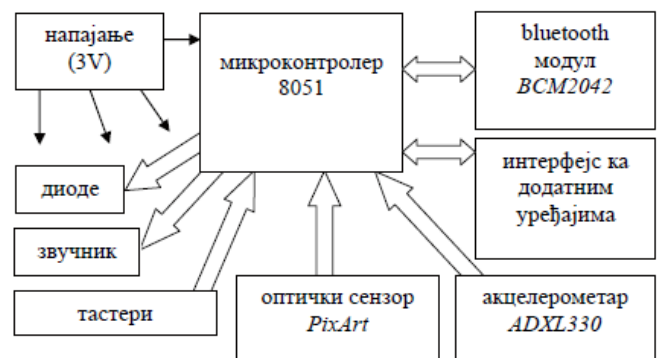 напајање
(3V)
микроконтролер
8051
bluetooth
модул
BCM2042
интерфејс ка
додатним
уређајима
диоде
звучник
тастери
оптички сензор
PixArt
акцелерометар
ADXL330